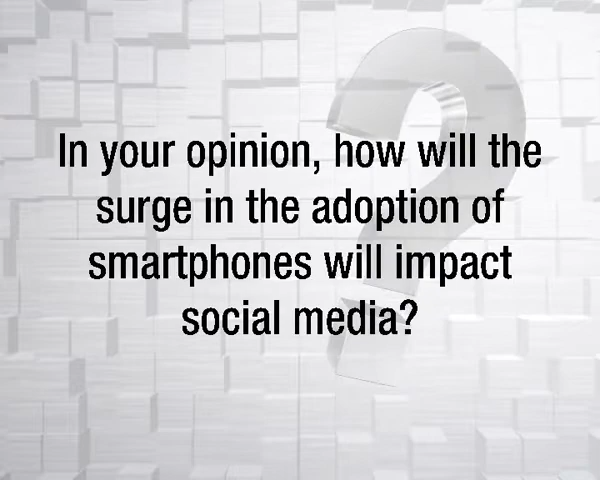 In your opinion, how will the
surge in the adoption of
smartphones will impact
social media?